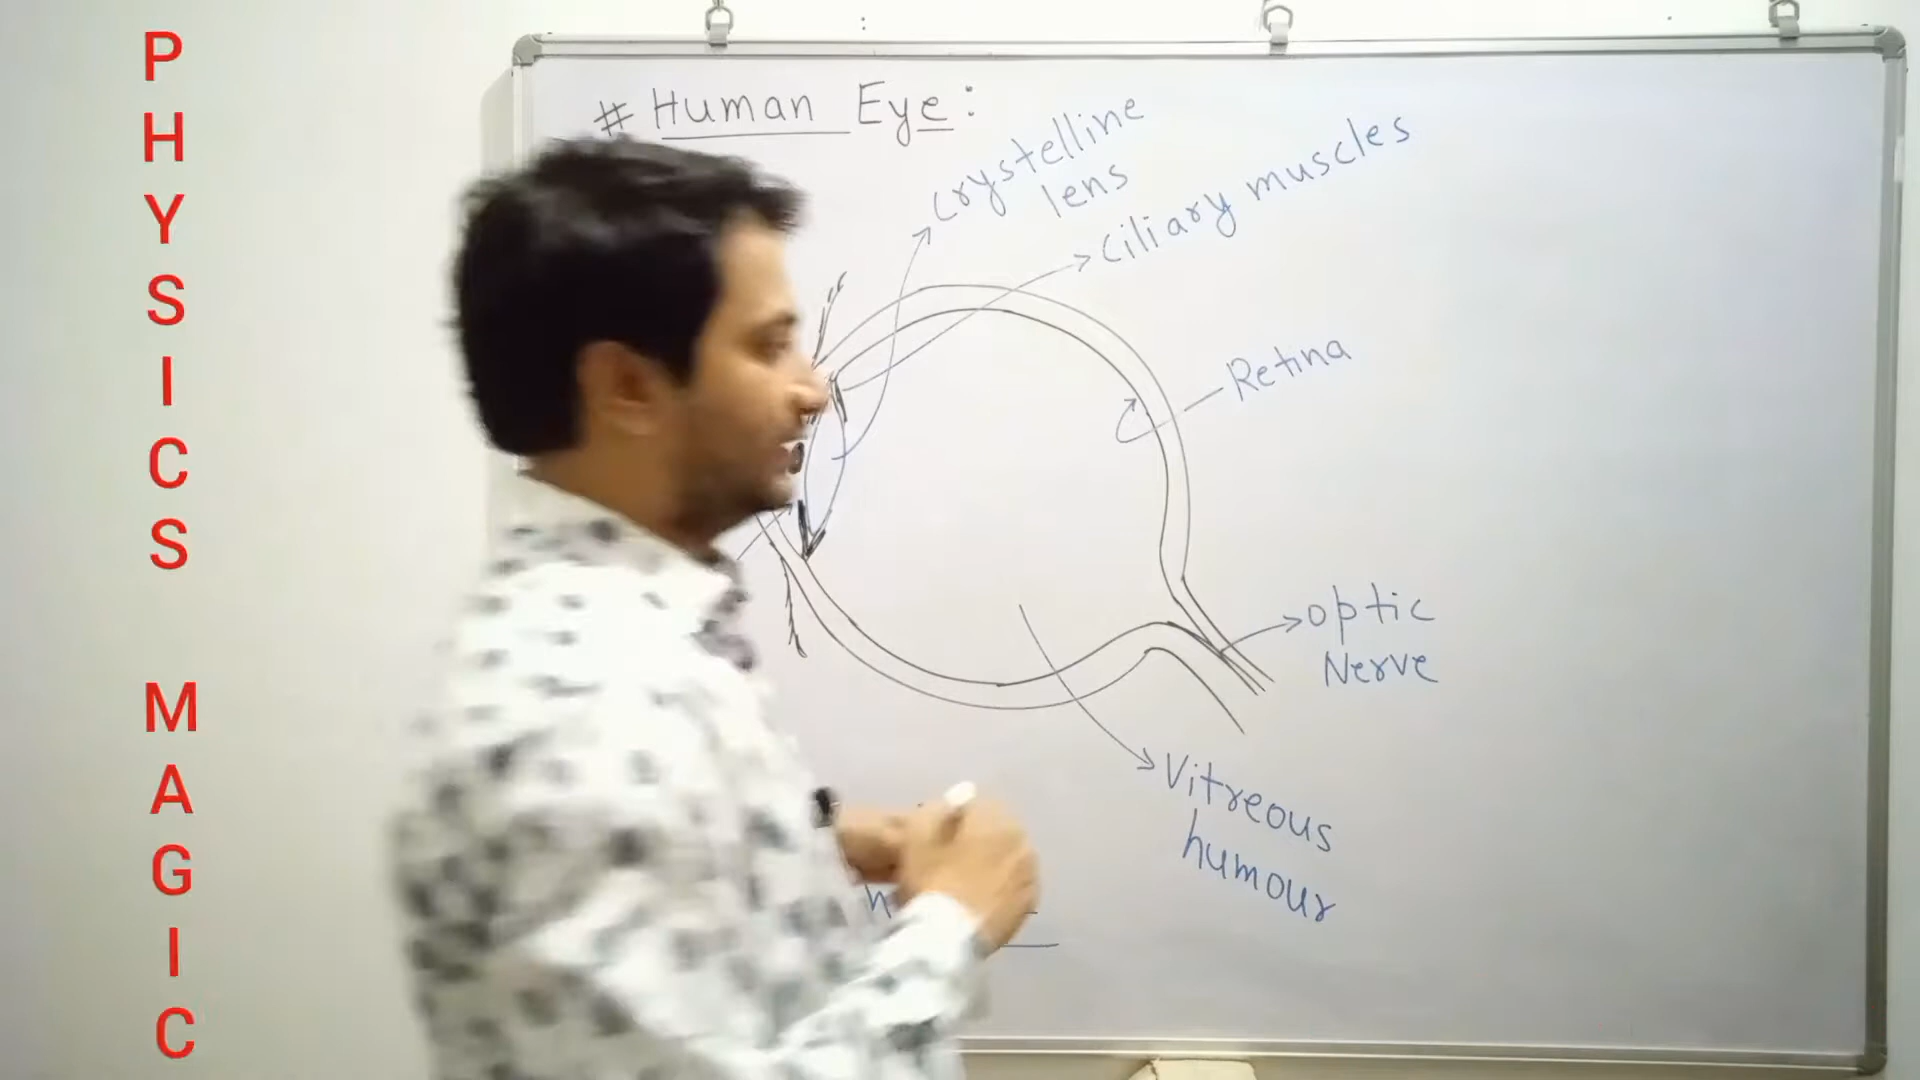 PHYSICS MAGIC
# Human Eye:
crystelline
lens
ciliary muscles
Retina
optic
Nerve
Vitreous
humour